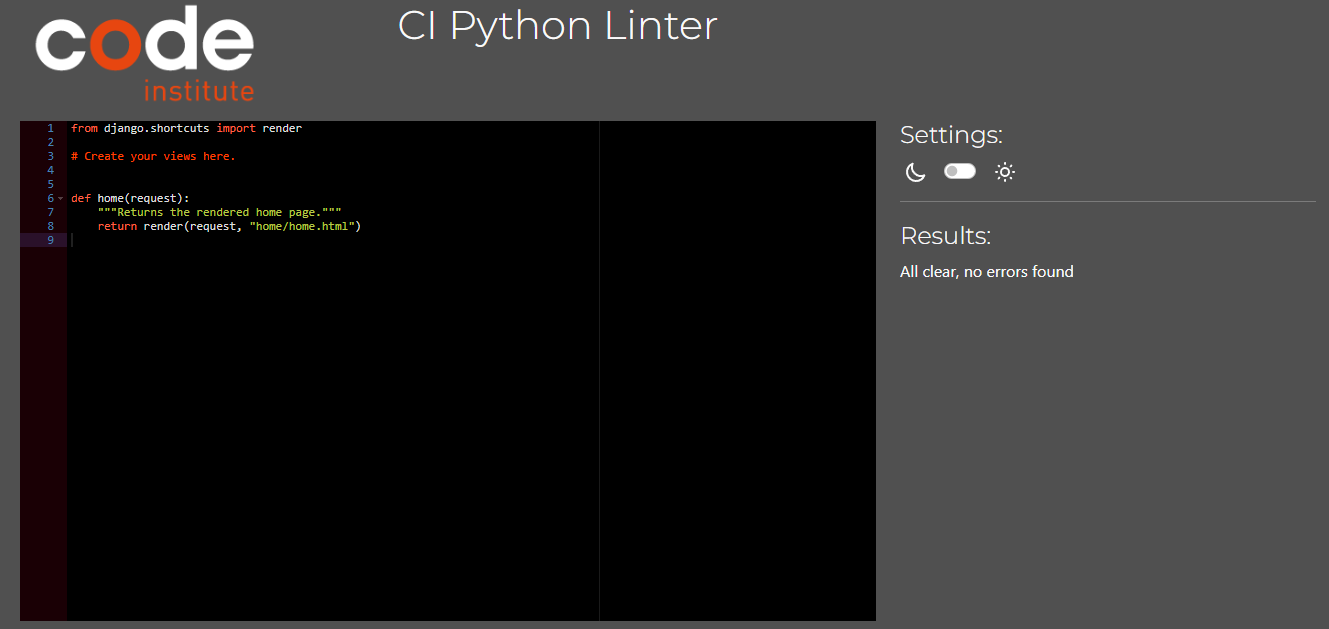 code
institute
CI Python Linter
1 from django.shortcuts import render
2
3 # Create your views here.
4
5
6 def home(request):
7     """Returns the rendered home page."""
8     return render(request, "home/home.html")
9
Settings:
Results:
All clear, no errors found